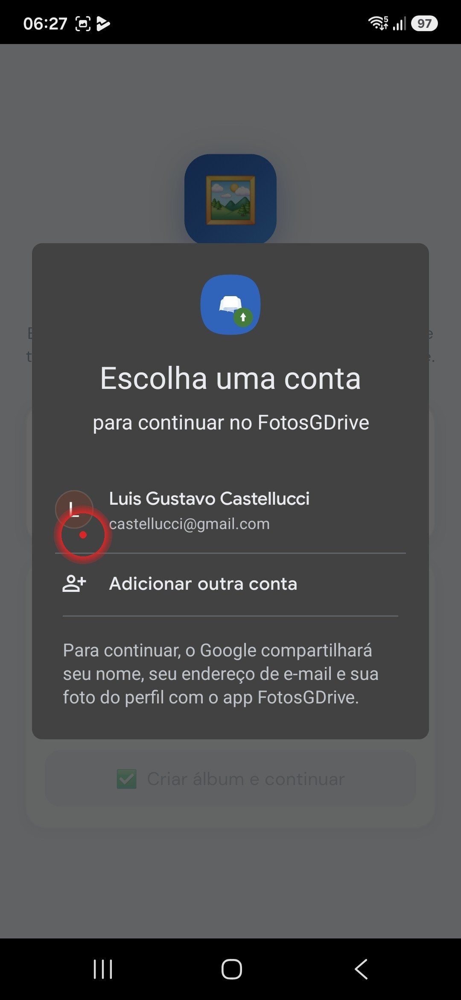 06:27
5
97
Escolha uma conta
para continuar no FotosGDrive
L
Luis Gustavo Castellucci
castellucci@gmail.com
Adicionar outra conta
Para continuar, o Google compartilhará
seu nome, seu endereço de e-mail e sua
foto do perfil com o app FotosGDrive.
Criar álbum e continuar